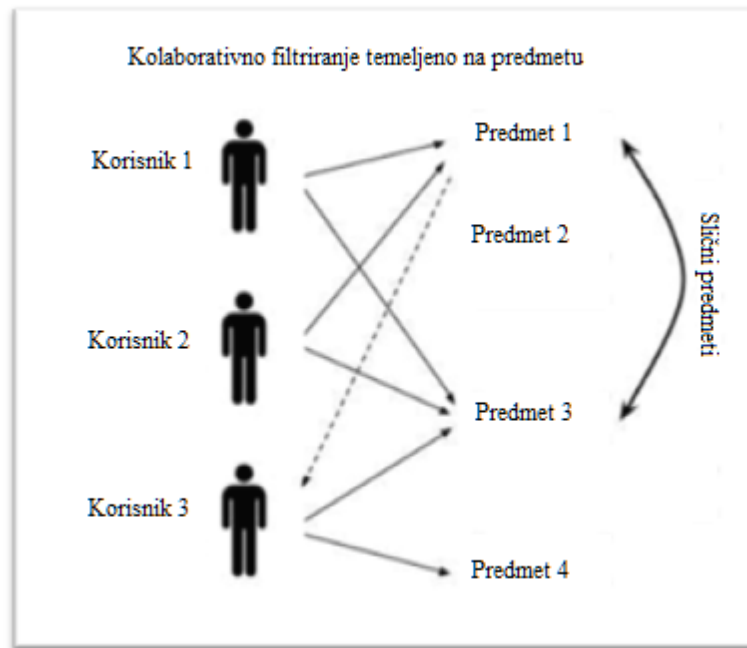 Kolaborativno filtriranje temeljeno na predmetu
Korisnik 1
Predmet 1
Predmet 2
Slični predmeti
Korisnik 2
Predmet 3
Korisnik 3
Predmet 4